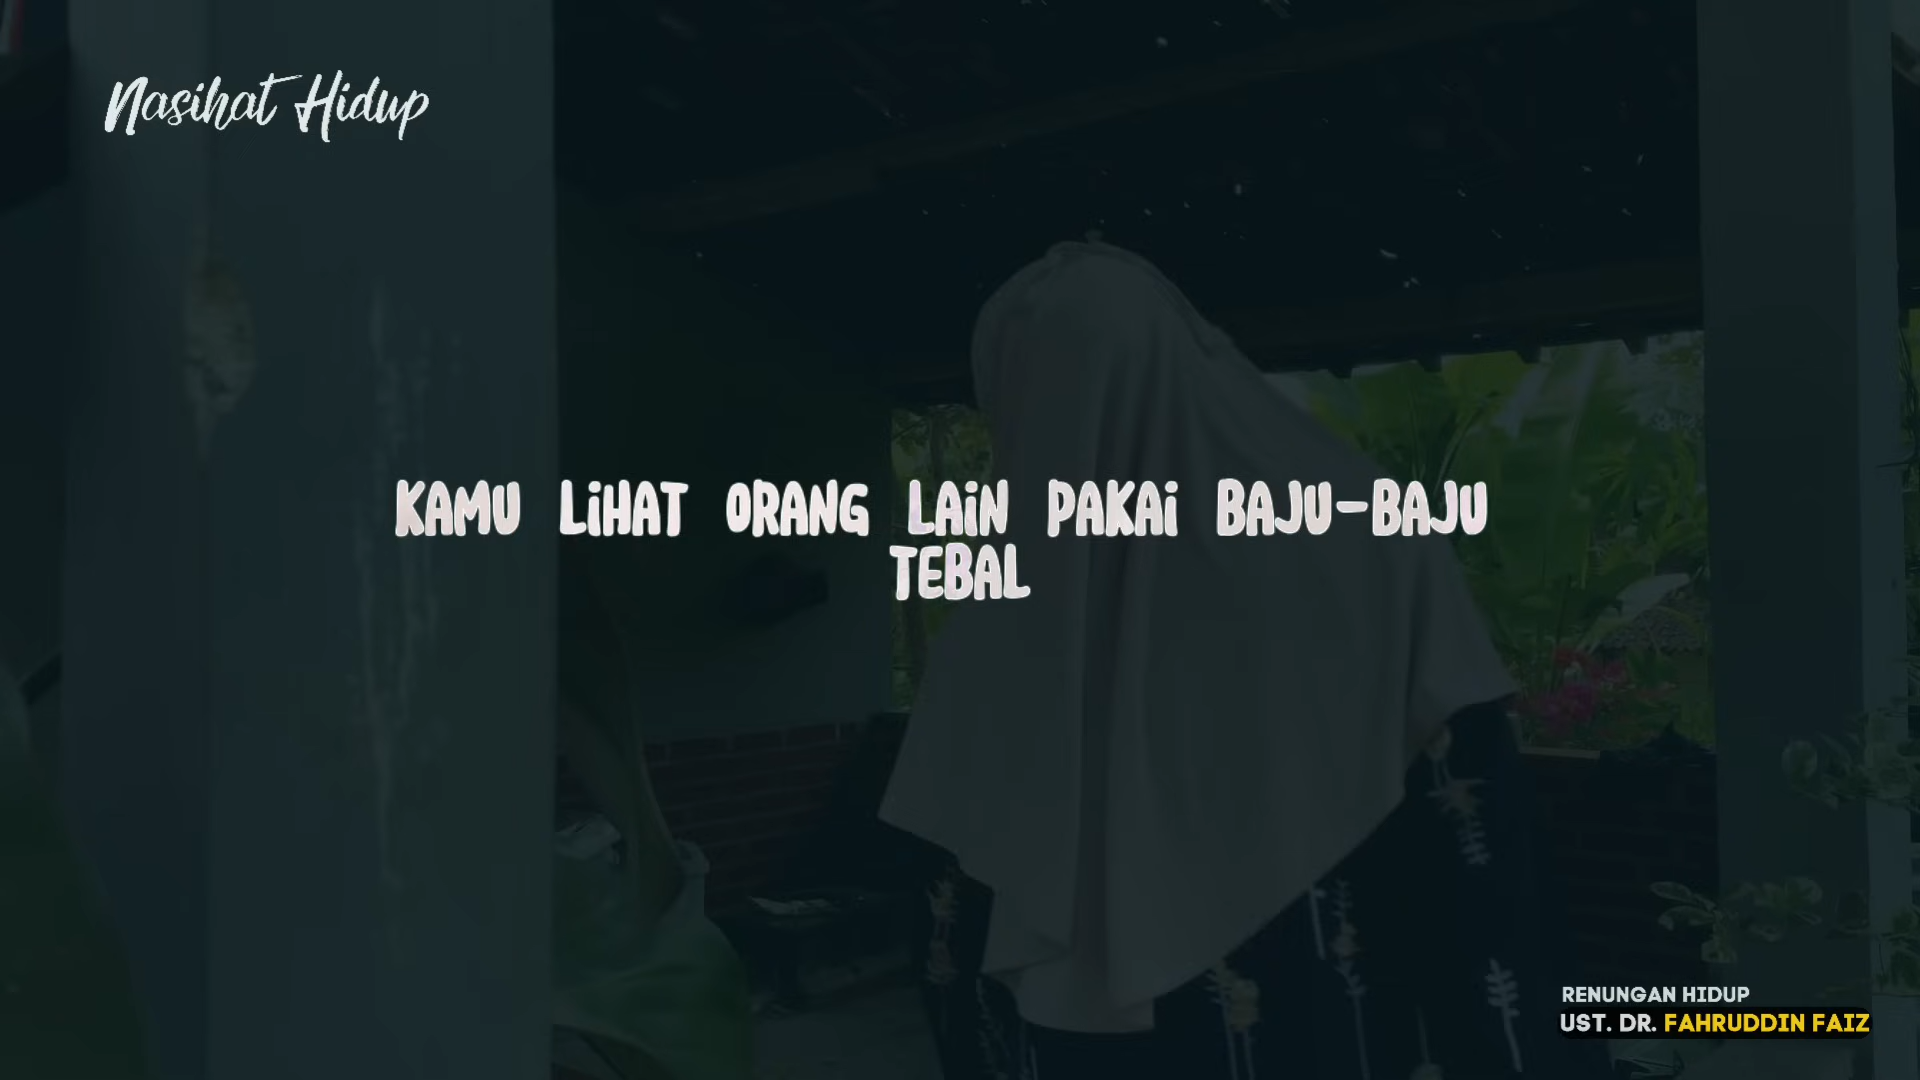 Nasihat Hidup
KAMU LiHAT ORANG LAiN PAKAi BAJU-BAJU
TEBAL
RENUNGAN HIDUP
UST. DR. FAHRUDDIN FAIZ